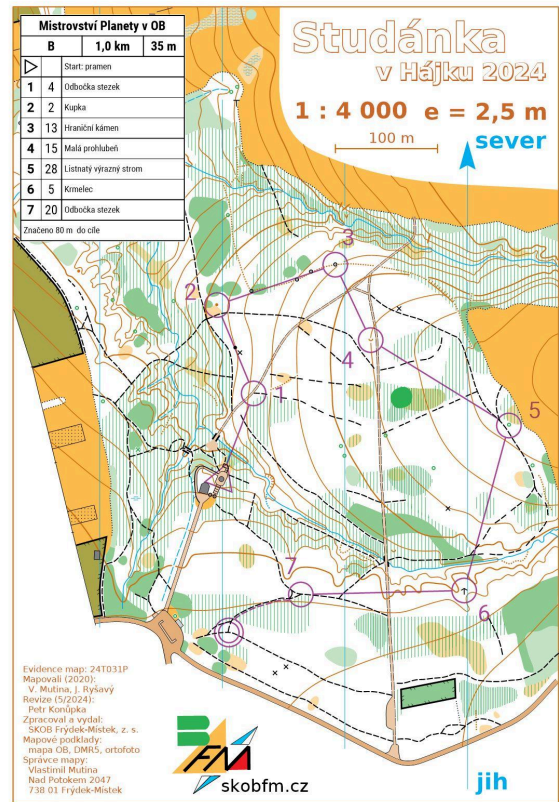 Mistrovství Planety v OB
B 1,0 km 35 m
Start: pramen
1 4 Odbočka stezek
2 2 Kupka
3 13 Hraniční kámen
4 15 Malá prohlubeň
5 28 Listnatý výrazný strom
6 5 Krmelec
7 20 Odbočka stezek
Značeno 80 m do cíle
Studánka
v Hájku 2024
1 : 4 000 e = 2,5 m
100 m
sever
3
2
4
1
5
7
6
Evidence map: 24T031P
Mapovali (2020):
V. Mutina, J. Ryšavý
Revize (5/2024):
Petr Konůpka
Zpracoval a vydal:
SKOB Frýdek-Místek, z. s.
Mapové podklady:
mapa OB, DMR5, ortofoto
Správce mapy:
Vlastimil Mutina
Nad Potokem 2047
738 01 Frýdek-Místek
B
FM
skobfm.cz
jih